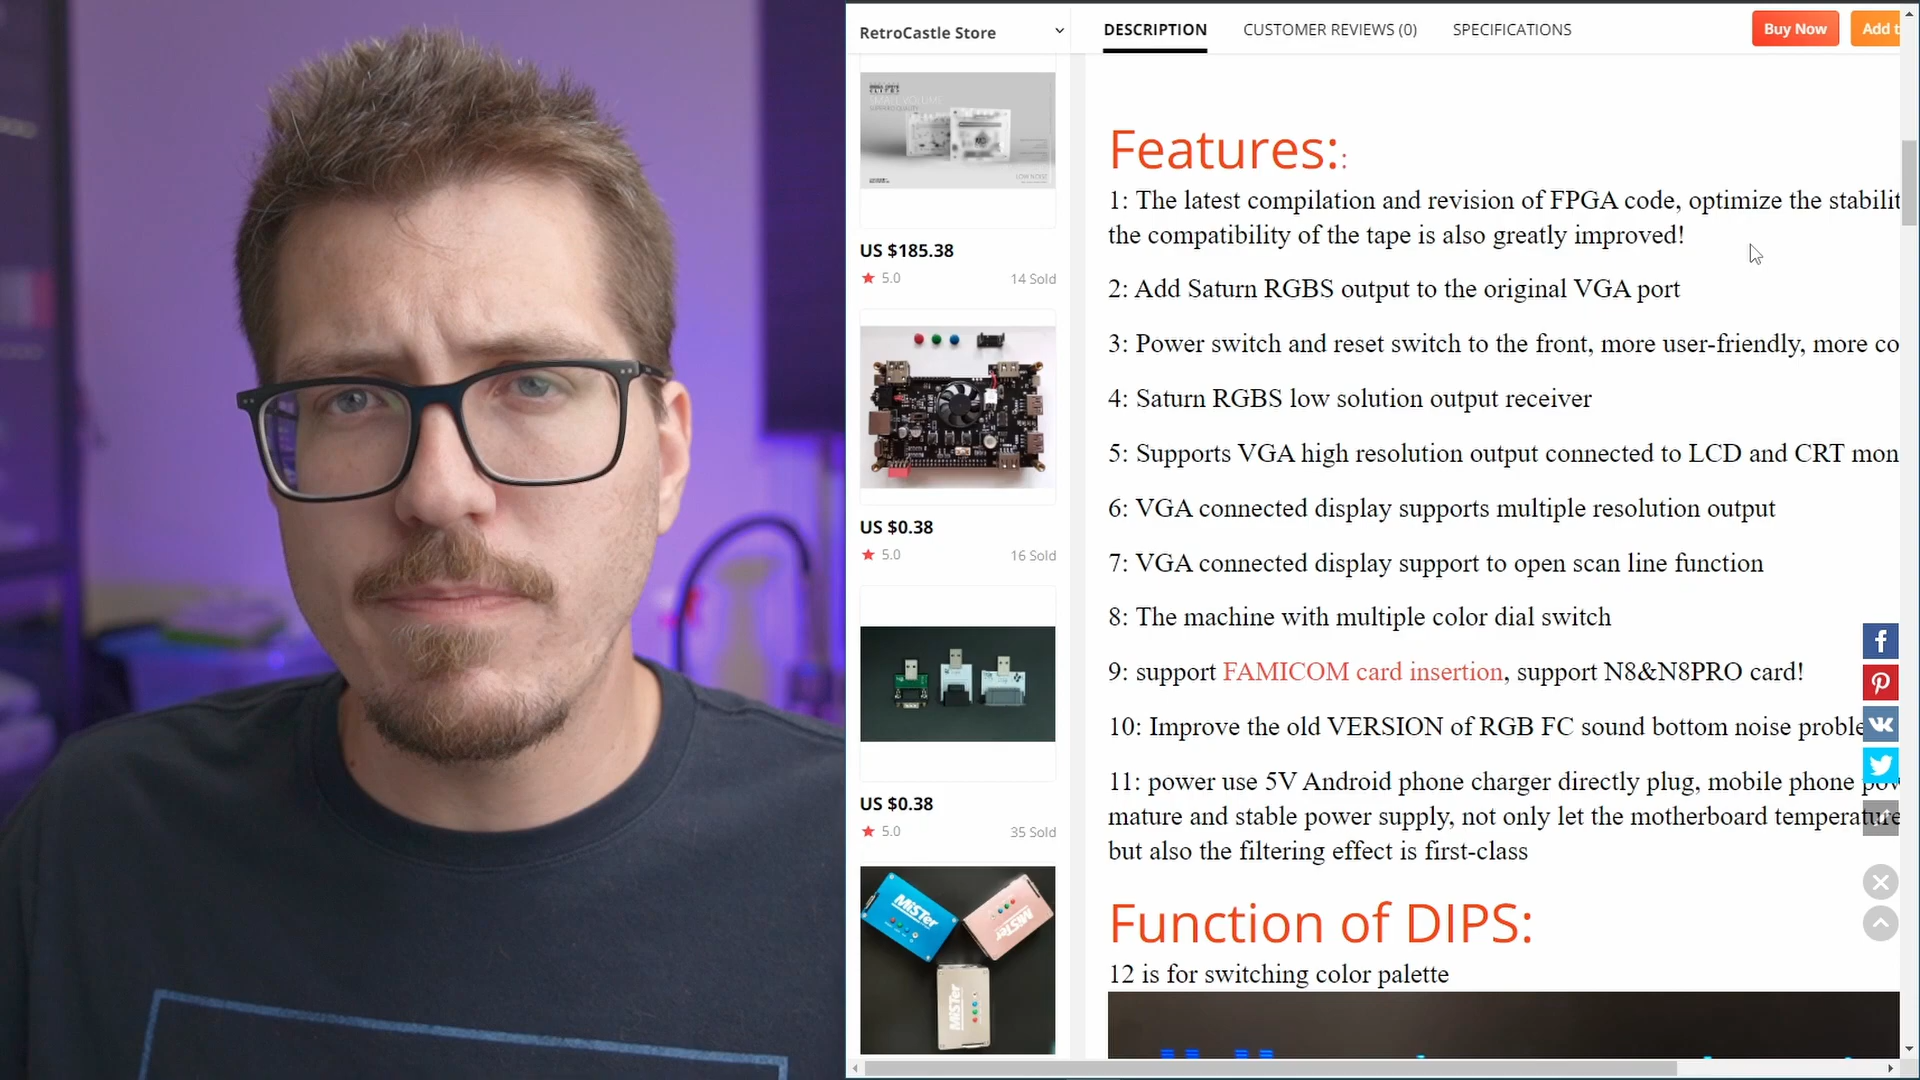 RetroCastle Store
DESCRIPTION
CUSTOMER REVIEWS (0)
SPECIFICATIONS
Buy Now
Add t
SMALL VOLUME
LOW NOISE
US $185.38
5.0
14 Sold
US $0.38
5.0
16 Sold
US $0.38
5.0
35 Sold
MiSTer
MiSTer
MiSTer
Features::
1: The latest compilation and revision of FPGA code, optimize the stabilit
the compatibility of the tape is also greatly improved!
2: Add Saturn RGBS output to the original VGA port
3: Power switch and reset switch to the front, more user-friendly, more co
4: Saturn RGBS low solution output receiver
5: Supports VGA high resolution output connected to LCD and CRT mon
6: VGA connected display supports multiple resolution output
7: VGA connected display support to open scan line function
8: The machine with multiple color dial switch
9: support FAMICOM card insertion, support N8&N8PRO card!
10: Improve the old VERSION of RGB FC sound bottom noise proble
11: power use 5V Android phone charger directly plug, mobile phone pow
mature and stable power supply, not only let the motherboard temperature
but also the filtering effect is first-class
Function of DIPS:
12 is for switching color palette